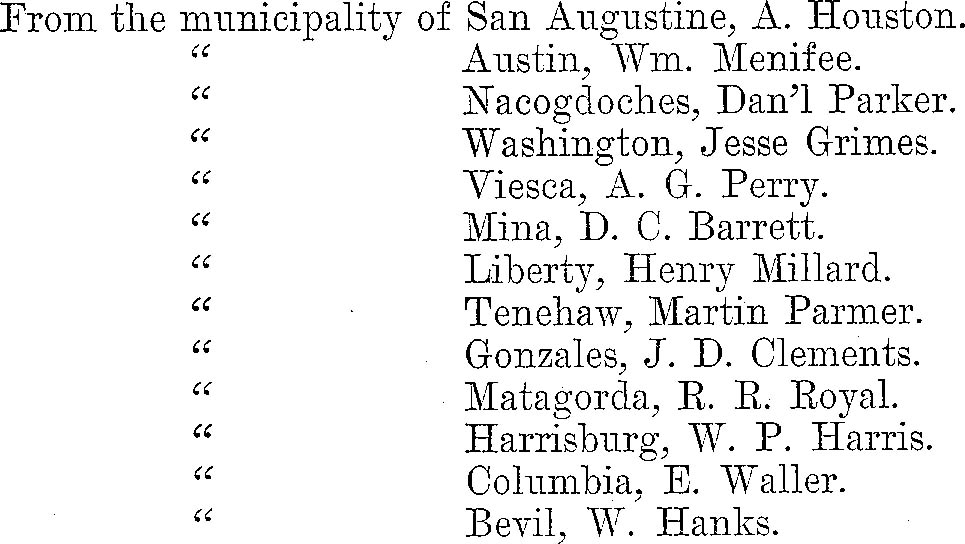 From the municipality of San Augustine, A. Houston.
“ Austin, Wm. Menifee.
“ Nacogdoches, Dan’l Parker.
“ Washington, Jesse Grimes.
“ Viesca, A. G. Perry.
“ Mina, D. C. Barrett.
“ Liberty, Henry Millard.
“ Tenehaw, Martin Parmer.
“ Gonzales, J. D. Clements.
“ Matagorda, R. R. Royal.
“ Harrisburg, W. P. Harris.
“ Columbia, E. Waller.
“ Bevil, W. Hanks.